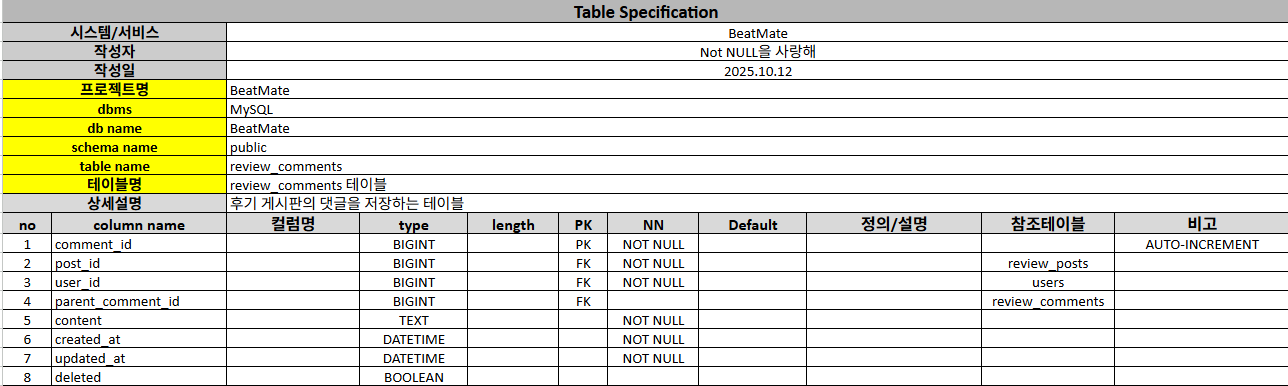 Table Specification
시스템/서비스 BeatMate
작성자 Not NULL을 사랑해
작성일 2025.10.12
프로젝트명 BeatMate
dbms MySQL
db name BeatMate
schema name public
table name review_comments
테이블명 review_comments 테이블
상세설명 후기 게시판의 댓글을 저장하는 테이블
no column name 컬럼명 type length PK NN Default 정의/설명 참조테이블 비고
1 comment_id BIGINT PK NOT NULL AUTO-INCREMENT
2 post_id BIGINT FK NOT NULL review_posts
3 user_id BIGINT FK NOT NULL users
4 parent_comment_id BIGINT FK review_comments
5 content TEXT NOT NULL
6 created_at DATETIME NOT NULL
7 updated_at DATETIME NOT NULL
8 deleted BOOLEAN